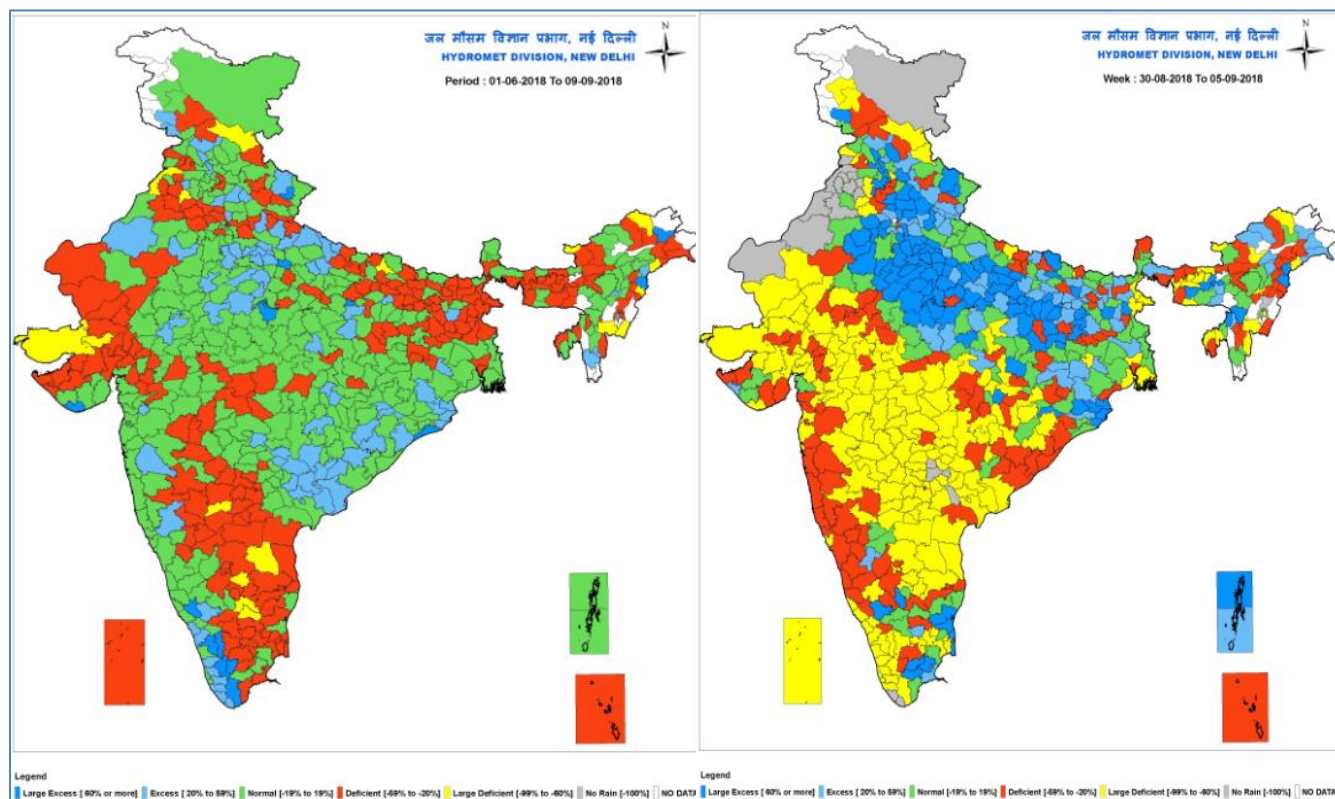 जल मौसम विज्ञान प्रभाग, नई दिल्ली
HYDROMET DIVISION, NEW DELHI
Period : 01-06-2018 To 09-09-2018
N
जल मौसम विज्ञान प्रभाग, नई दिल्ली
HYDROMET DIVISION, NEW DELHI
Week : 30-08-2018 To 05-09-2018
N
Legend
Large Excess [ 60% or more] Excess [ 20% to 59%] Normal [-19% to 19%] Deficient [-59% to -20%] Large Deficient [-99% to -60%] No Rain [-100%] NO DATA
Legend
Large Excess [ 60% or more] Excess [ 20% to 59%] Normal [-19% to 19%] Deficient [-59% to -20%] Large Deficient [-99% to -60%] No Rain [-100%] NO DATA